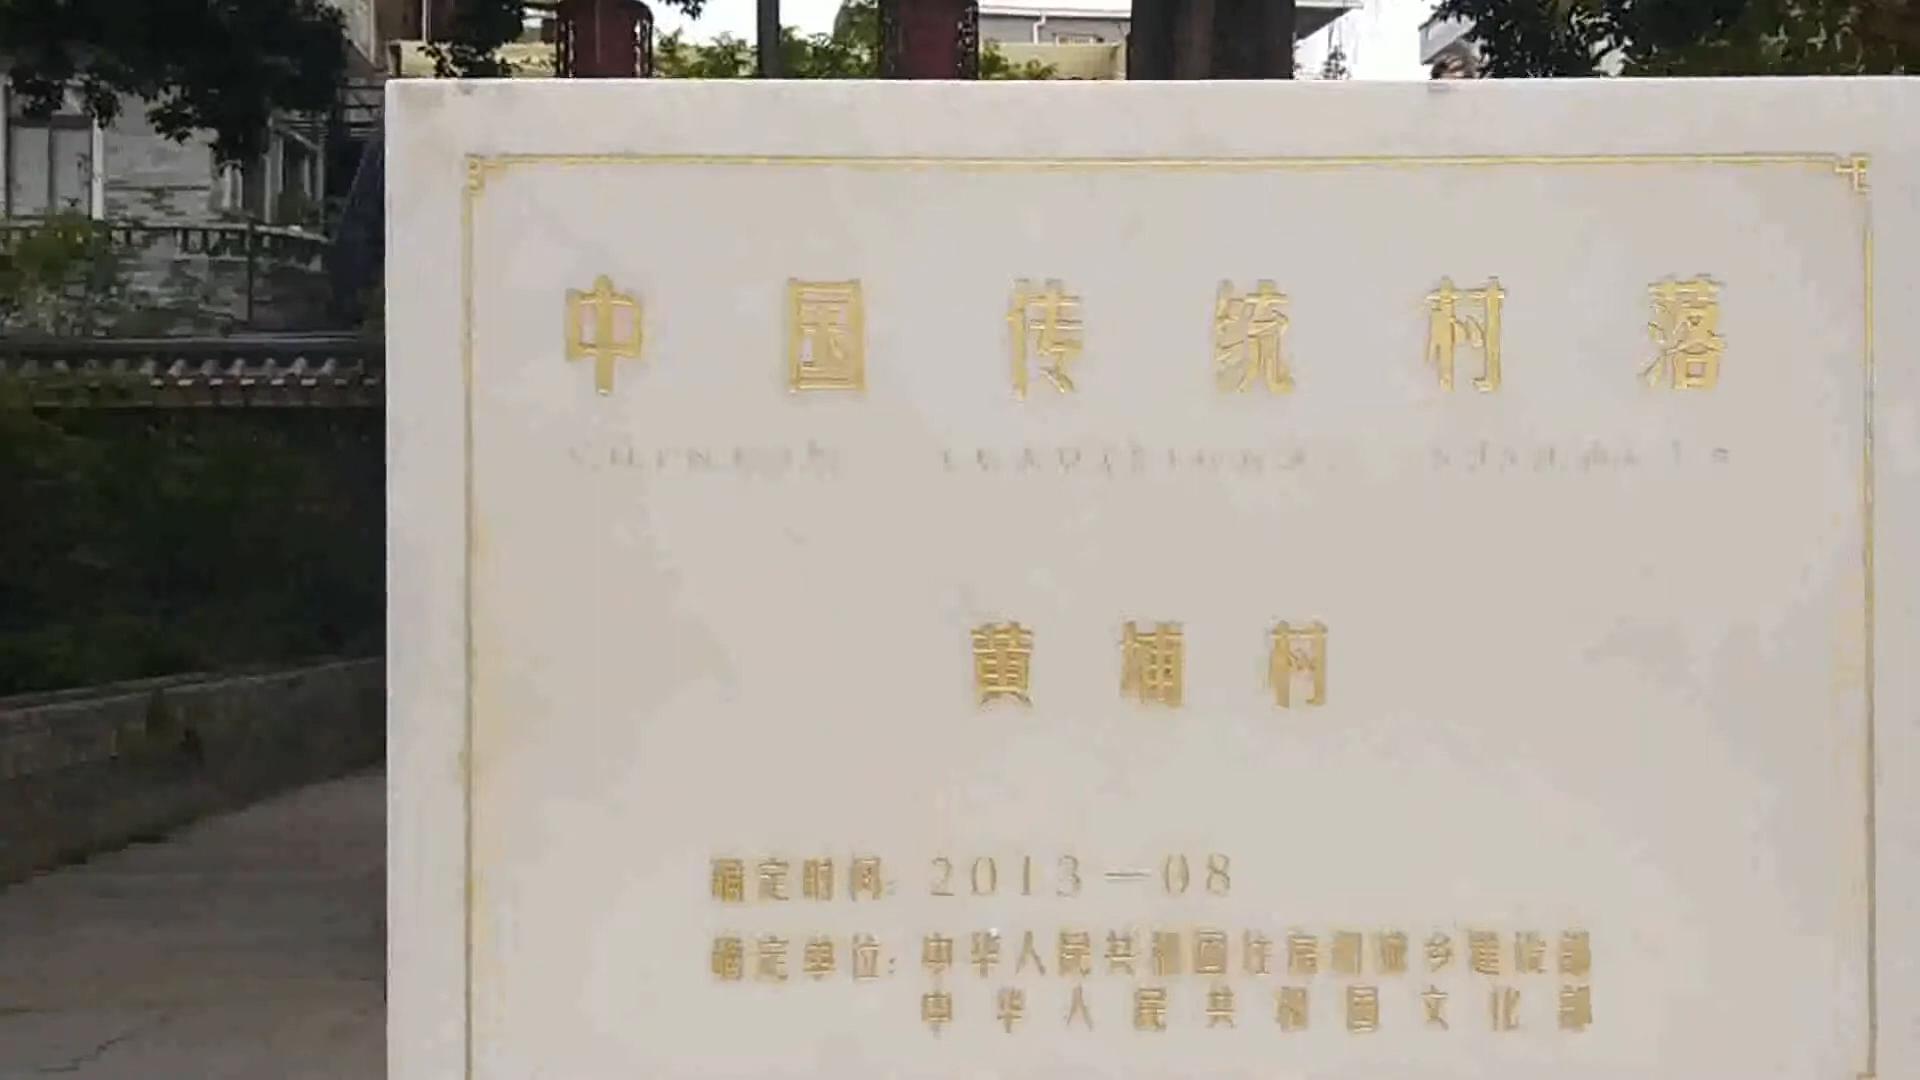 中国传统村落
黄埔村
确定时间: 2013—08
确定单位: 中华人民共和国住房和城乡建设部
中华人民共和国文化部